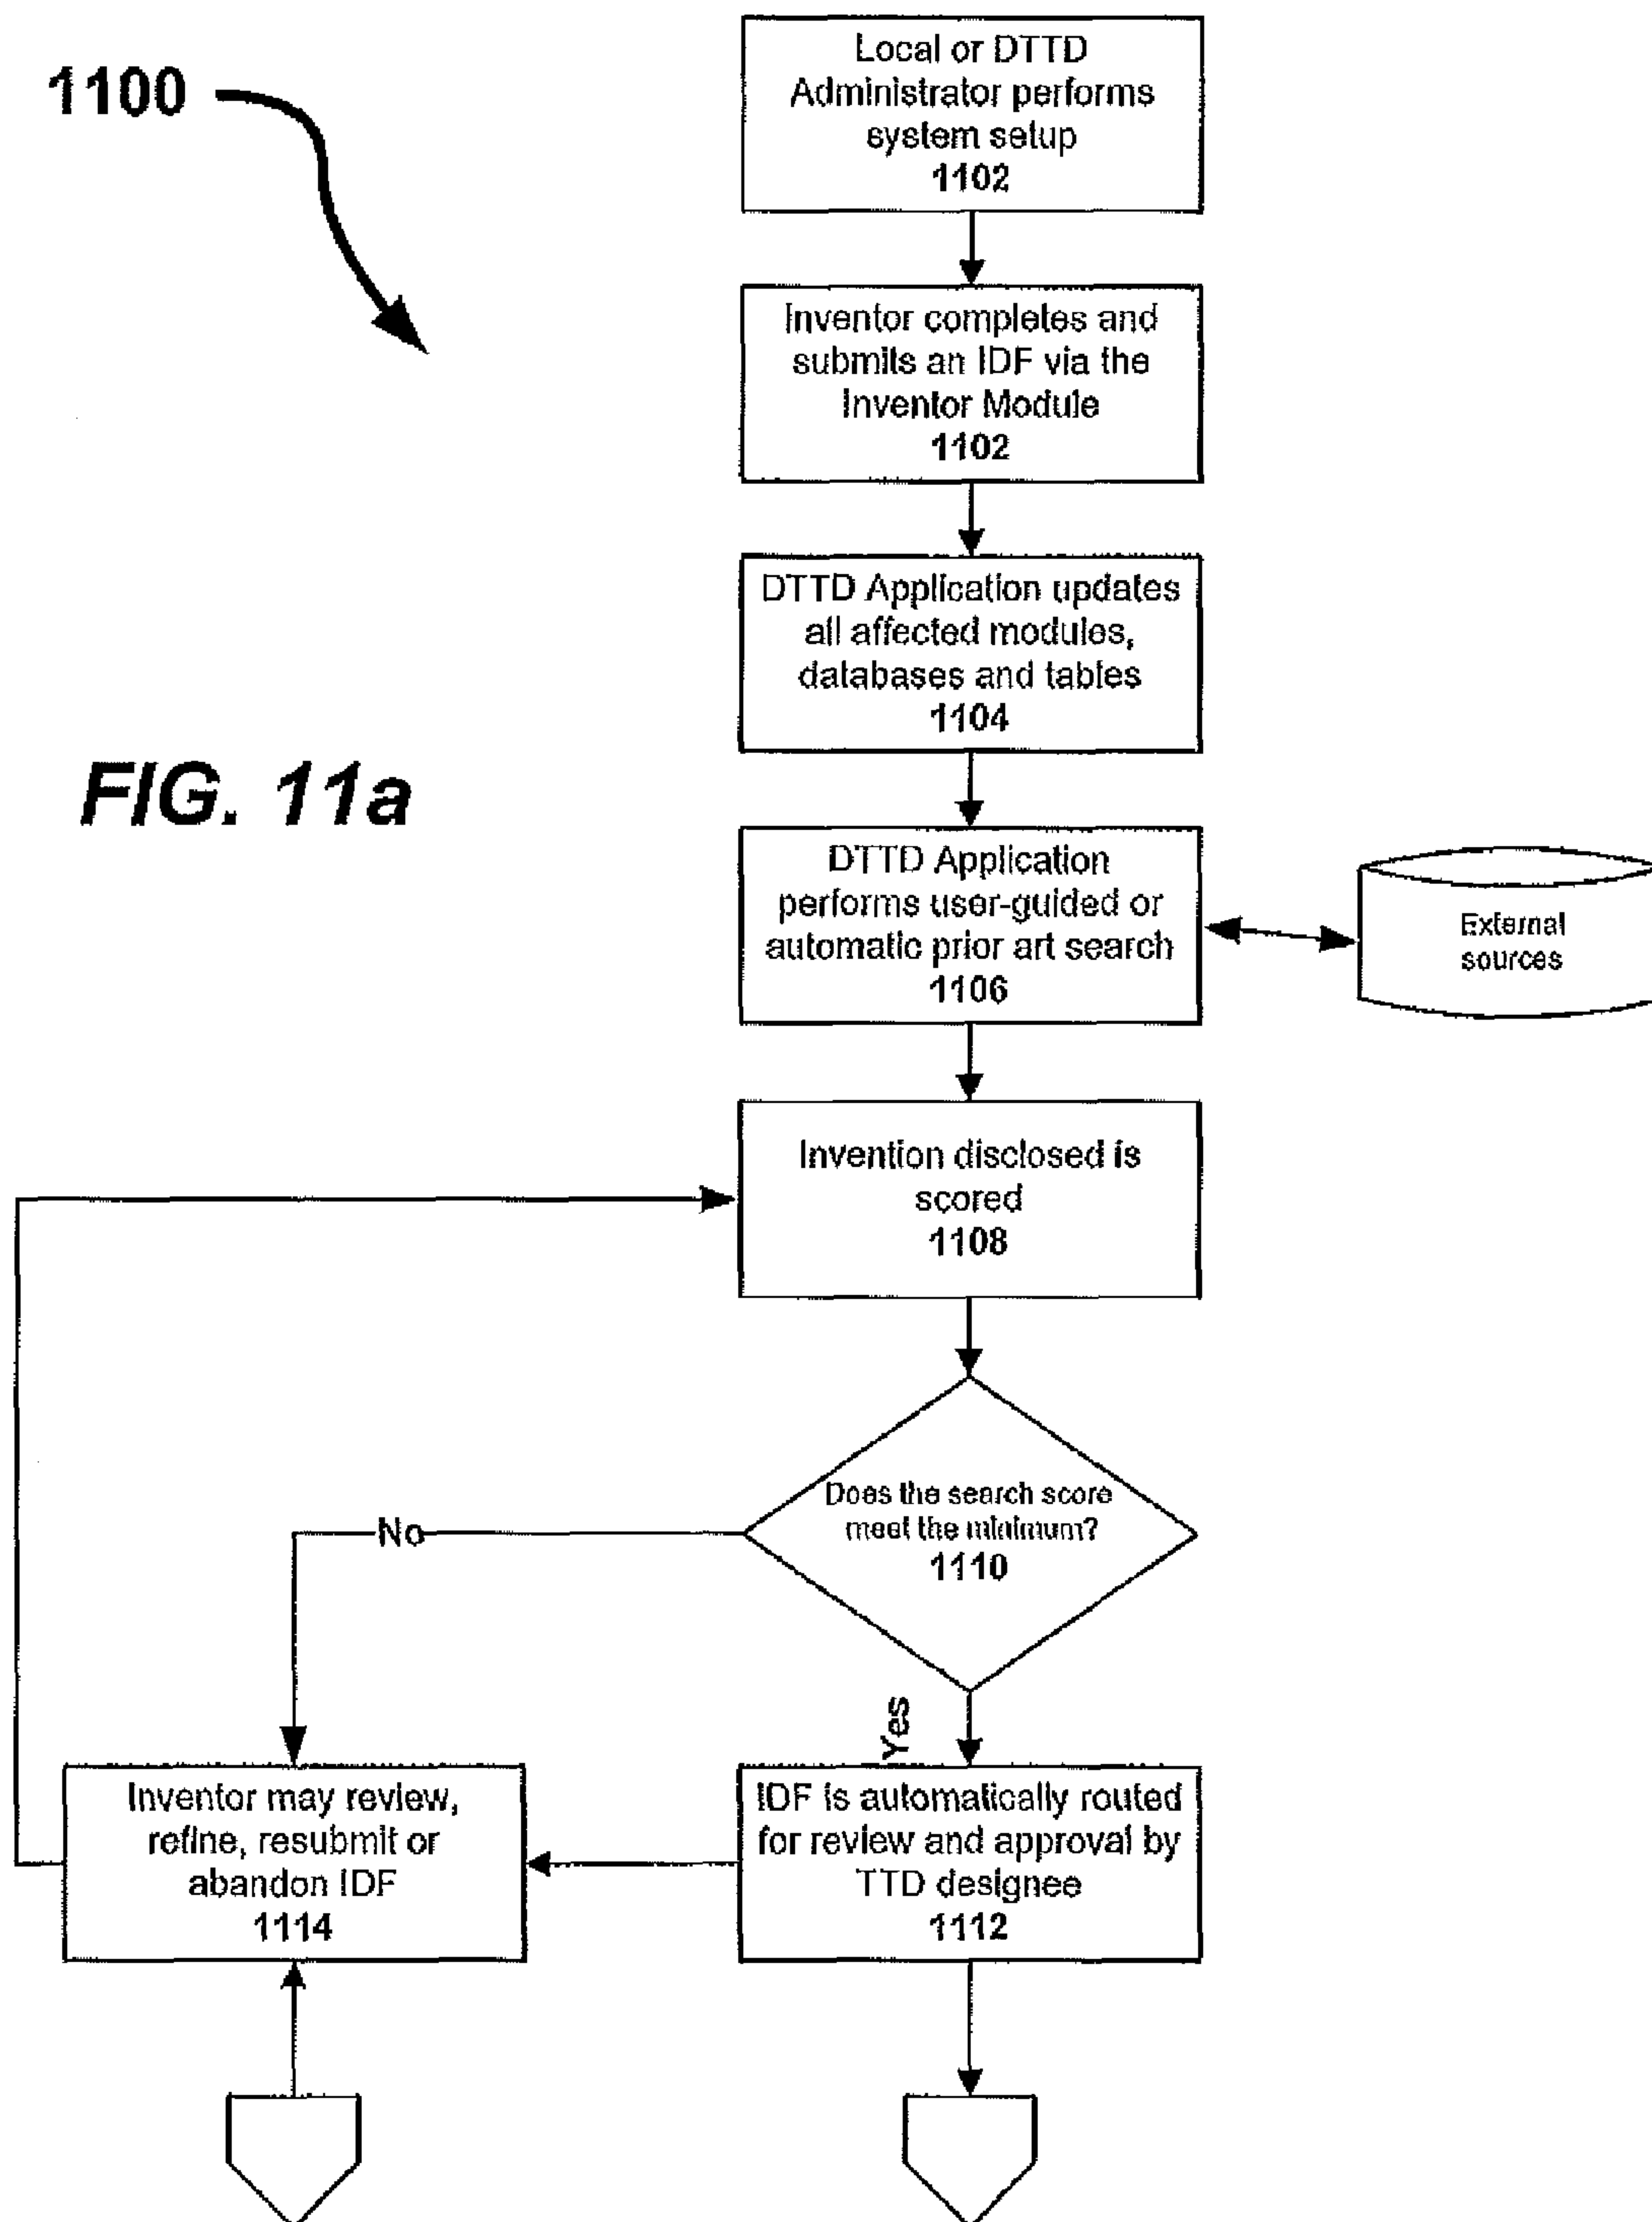 1100
Local or DTTD
Administrator performs
system setup
1102
Inventor completes and
submits an IDF via the
Inventor Module
1102
DTTD Application updates
all affected modules,
databases and tables
1104
FIG. 11a
DTTD Application
performs user-guided or
automatic prior art search
1106
External
sources
Invention disclosed is
scored
1108
Does the search score
meet the minimum?
1110
No
Yes
Inventor may review,
refine, resubmit or
abandon IDF
1114
IDF is automatically routed
for review and approval by
TTD designee
1112